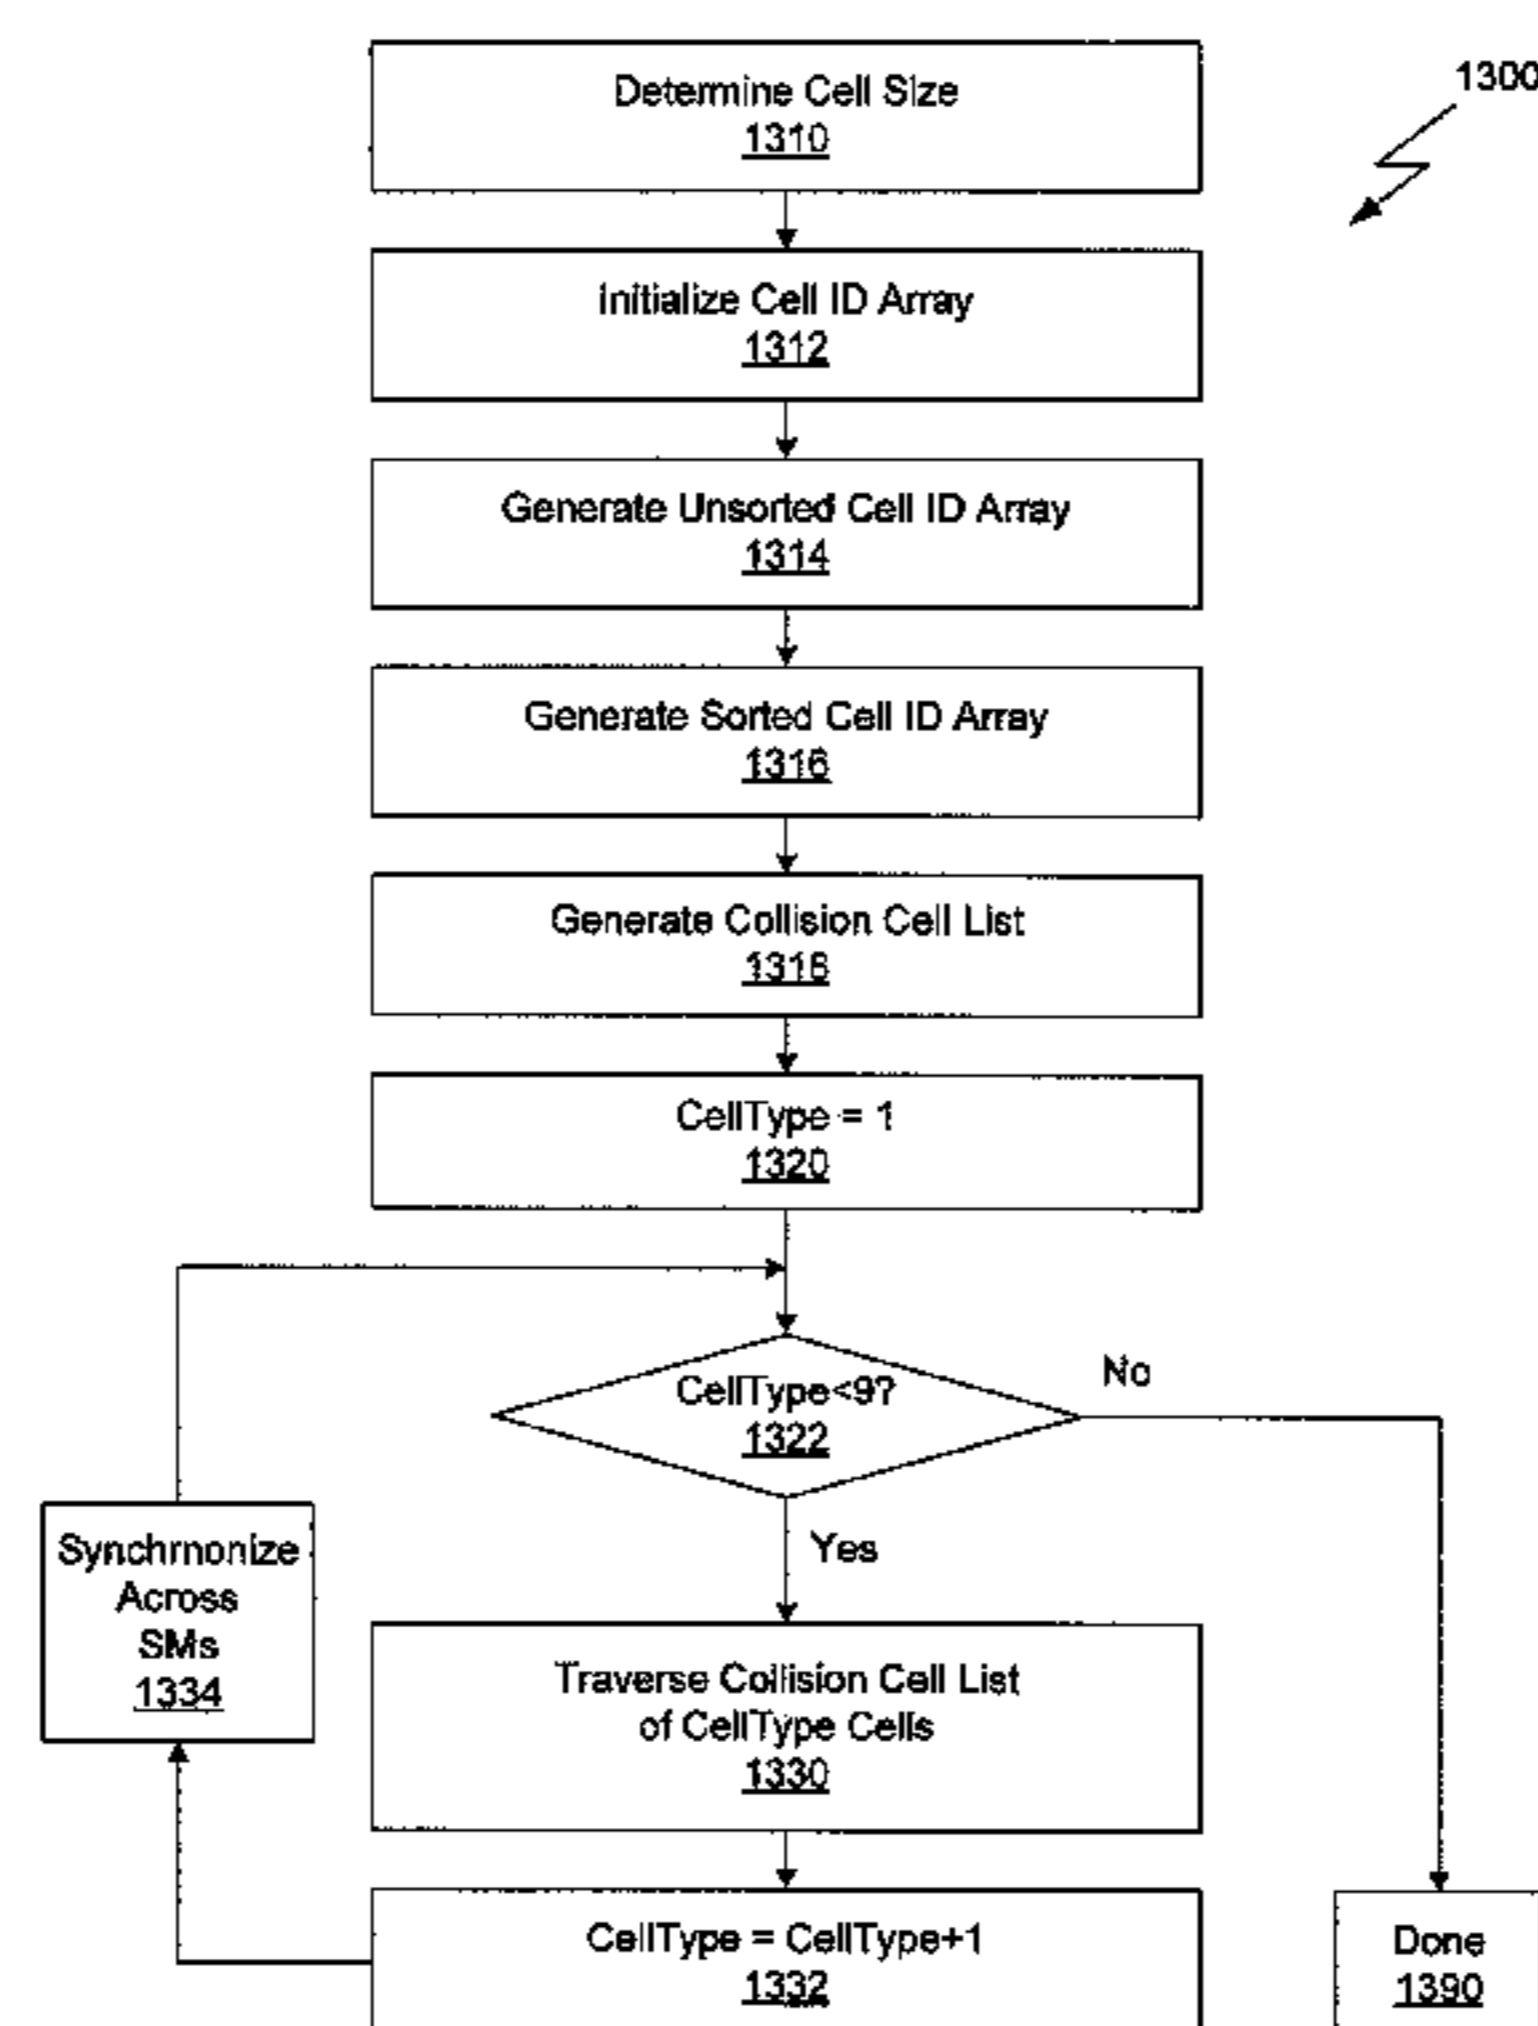 Determine Cell Size
1310
1300
Initialize Cell ID Array
1312
Generate Unsorted Cell ID Array
1314
Generate Sorted Cell ID Array
1316
Generate Collision Cell List
1318
CellType = 1
1320
CellType<9?
1322
No
Yes
Synchrnonize
Across
SMs
1334
Traverse Collision Cell List
of CellType Cells
1330
CellType = CellType+1
1332
Done
1390